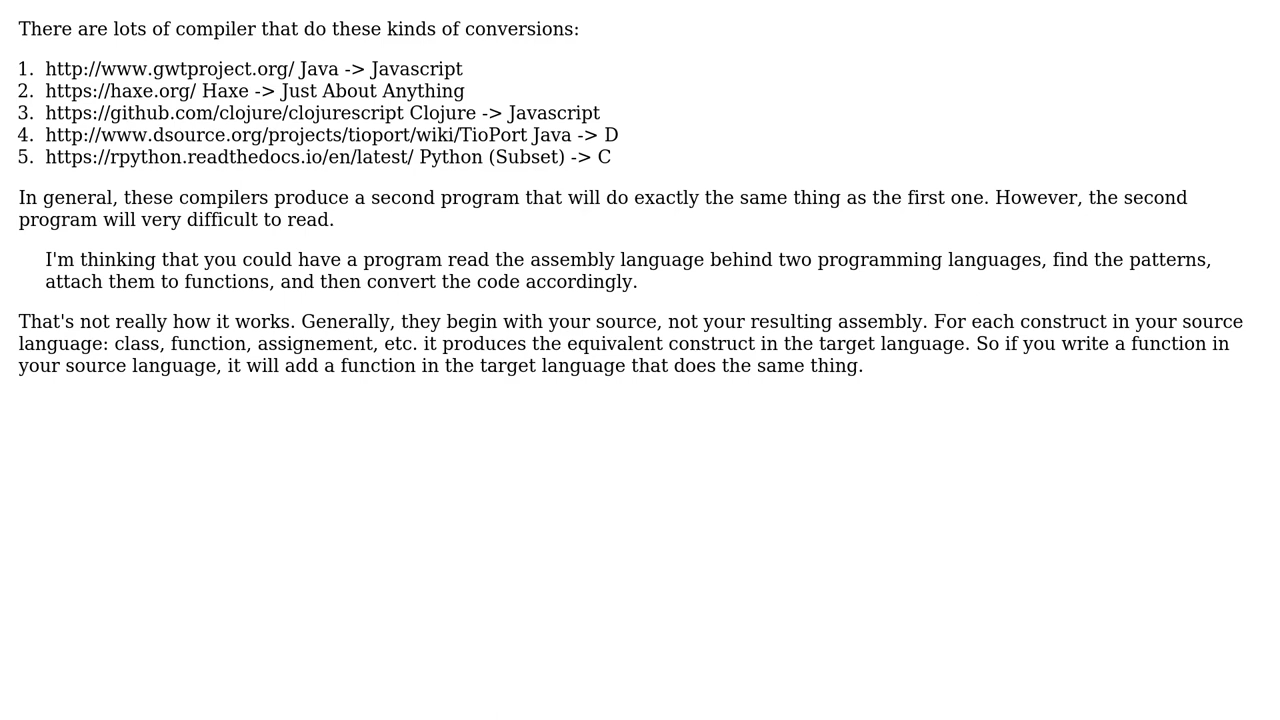 There are lots of compiler that do these kinds of conversions:
1. http://www.gwtproject.org/ Java -> Javascript
2. https://haxe.org/ Haxe -> Just About Anything
3. https://github.com/clojure/clojurescript Clojure -> Javascript
4. http://www.dsource.org/projects/tioport/wiki/TioPort Java -> D
5. https://rpython.readthedocs.io/en/latest/ Python (Subset) -> C
In general, these compilers produce a second program that will do exactly the same thing as the first one. However, the second
program will very difficult to read.
I'm thinking that you could have a program read the assembly language behind two programming languages, find the patterns,
attach them to functions, and then convert the code accordingly.
That's not really how it works. Generally, they begin with your source, not your resulting assembly. For each construct in your source
language: class, function, assignement, etc. it produces the equivalent construct in the target language. So if you write a function in
your source language, it will add a function in the target language that does the same thing.